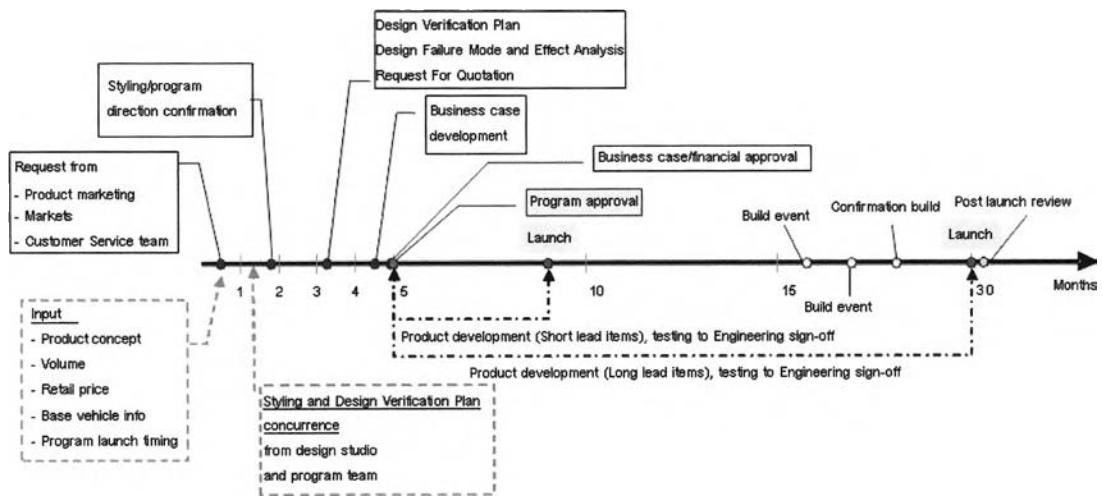 Design Verification Plan
Design Failure Mode and Effect Analysis
Request For Quotation
Styling/program
direction confirmation
Business case
development
Request from
- Product marketing
- Markets
- Customer Service team
Business case/financial approval
Program approval
Launch
Build event
Confirmation build
Post launch review
Launch
1
2
3
4
5
10
15
30
Months
Build event
Input
- Product concept
- Volume
- Retail price
- Base vehicle info
- Program launch timing
Product development (Short lead items), testing to Engineering sign-off
Product development (Long lead items), testing to Engineering sign-off
Styling and Design Verification Plan
concurrence
from design studio
and program team